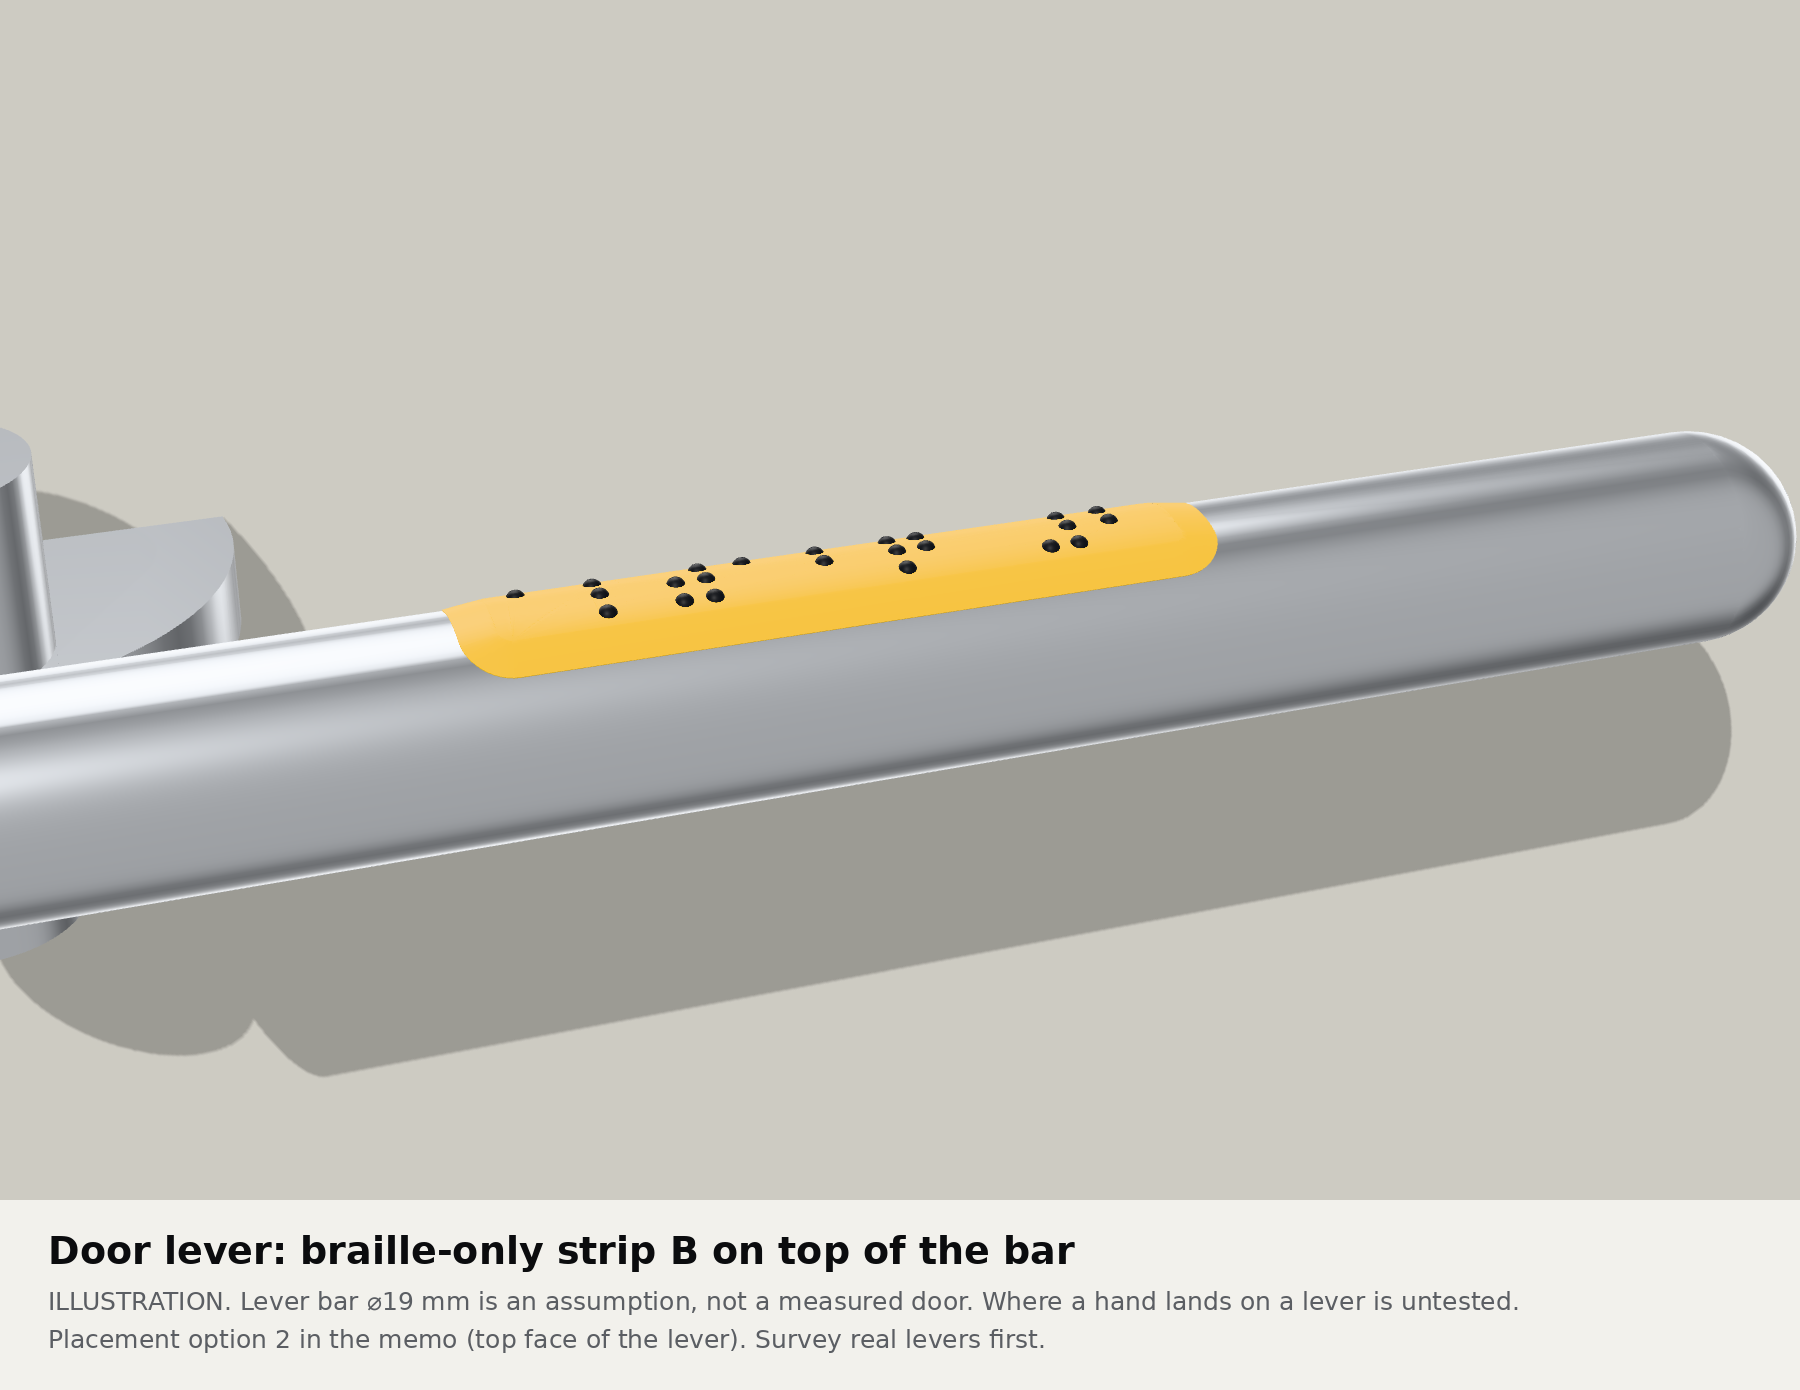 Door lever: braille-only strip B on top of the bar
ILLUSTRATION. Lever bar ⌀19 mm is an assumption, not a measured door. Where a hand lands on a lever is untested.
Placement option 2 in the memo (top face of the lever). Survey real levers first.